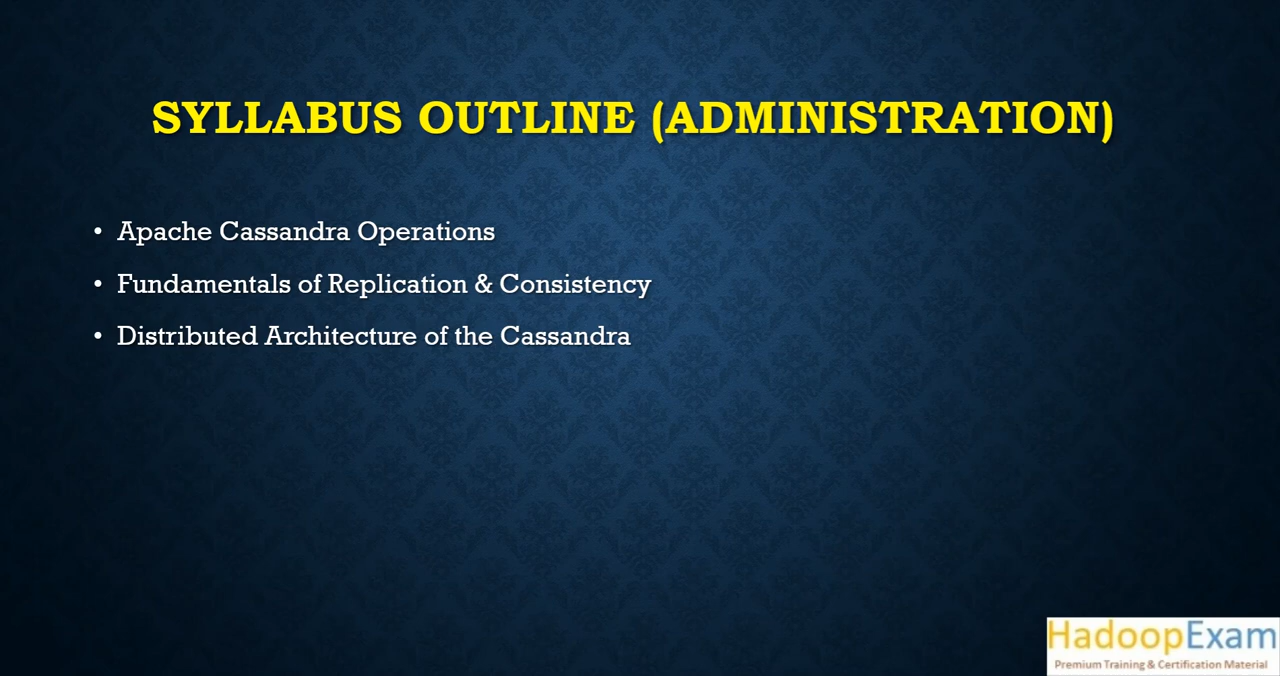 SYLLABUS OUTLINE (ADMINISTRATION)
• Apache Cassandra Operations
• Fundamentals of Replication & Consistency
• Distributed Architecture of the Cassandra
HadoopExam
Premium Training & Certification Material